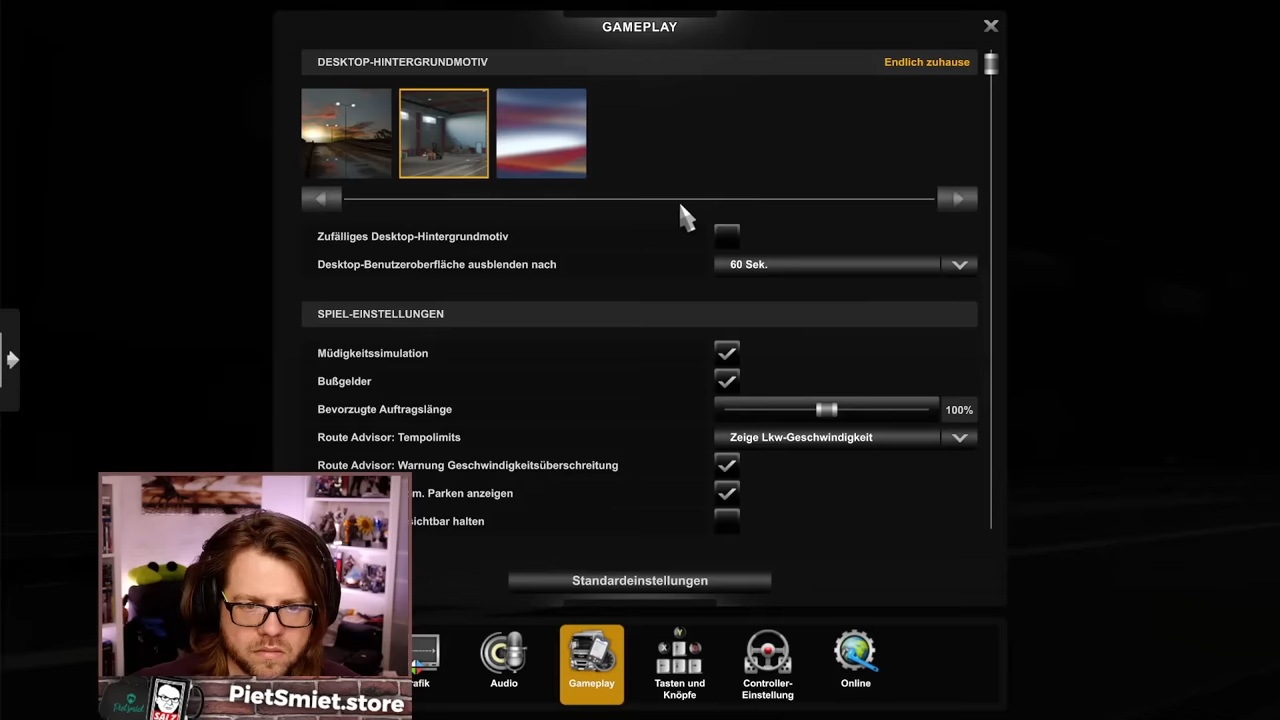 GAMEPLAY
DESKTOP-HINTERGRUNDMOTIV
Endlich zuhause
Zufälliges Desktop-Hintergrundmotiv
Desktop-Benutzeroberfläche ausblenden nach
60 Sek.
SPIEL-EINSTELLUNGEN
Müdigkeitssimulation
Bußgelder
Bevorzugte Auftragslänge
100%
Route Advisor: Tempolimits
Zeige Lkw-Geschwindigkeit
Route Advisor: Warnung Geschwindigkeitsüberschreitung
m. Parken anzeigen
sichtbar halten
Standardeinstellungen
afik
Audio
Gameplay
Tasten und
Knöpfe
Controller-
Einstellung
Online
PietSmiet.store
SALZ